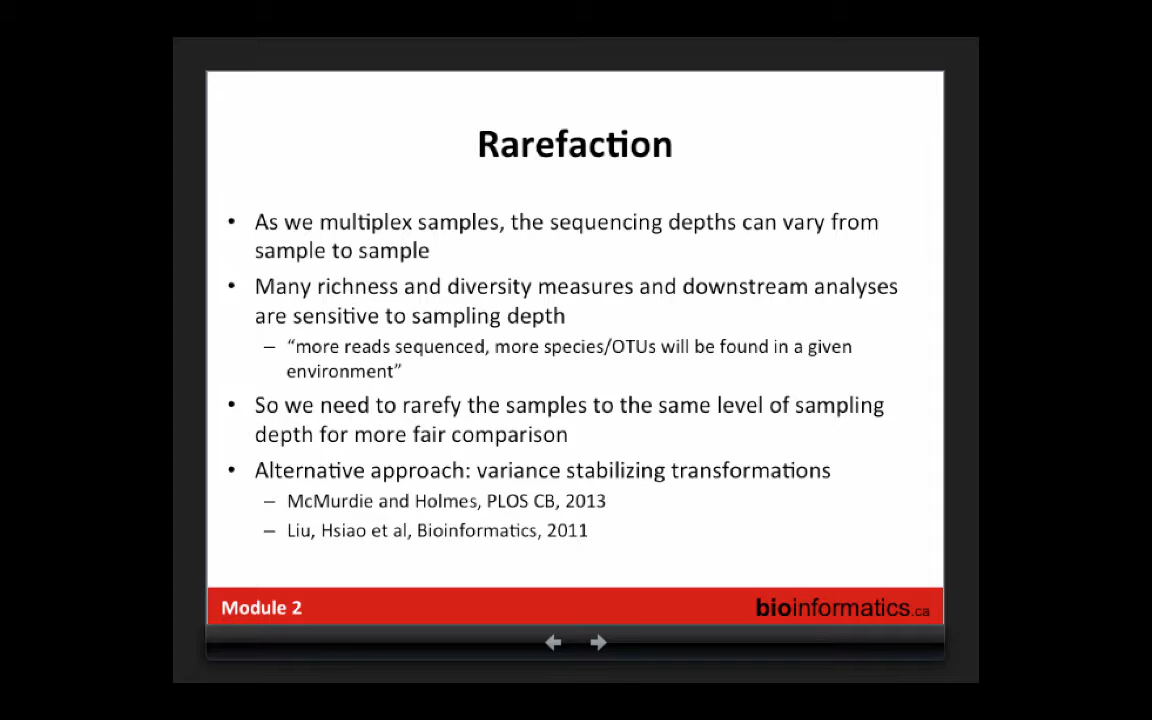 Rarefaction
• As we multiplex samples, the sequencing depths can vary from
sample to sample
• Many richness and diversity measures and downstream analyses
are sensitive to sampling depth
– “more reads sequenced, more species/OTUs will be found in a given
environment”
• So we need to rarefy the samples to the same level of sampling
depth for more fair comparison
• Alternative approach: variance stabilizing transformations
– McMurdie and Holmes, PLOS CB, 2013
– Liu, Hsiao et al, Bioinformatics, 2011
Module 2
bioinformatics.ca